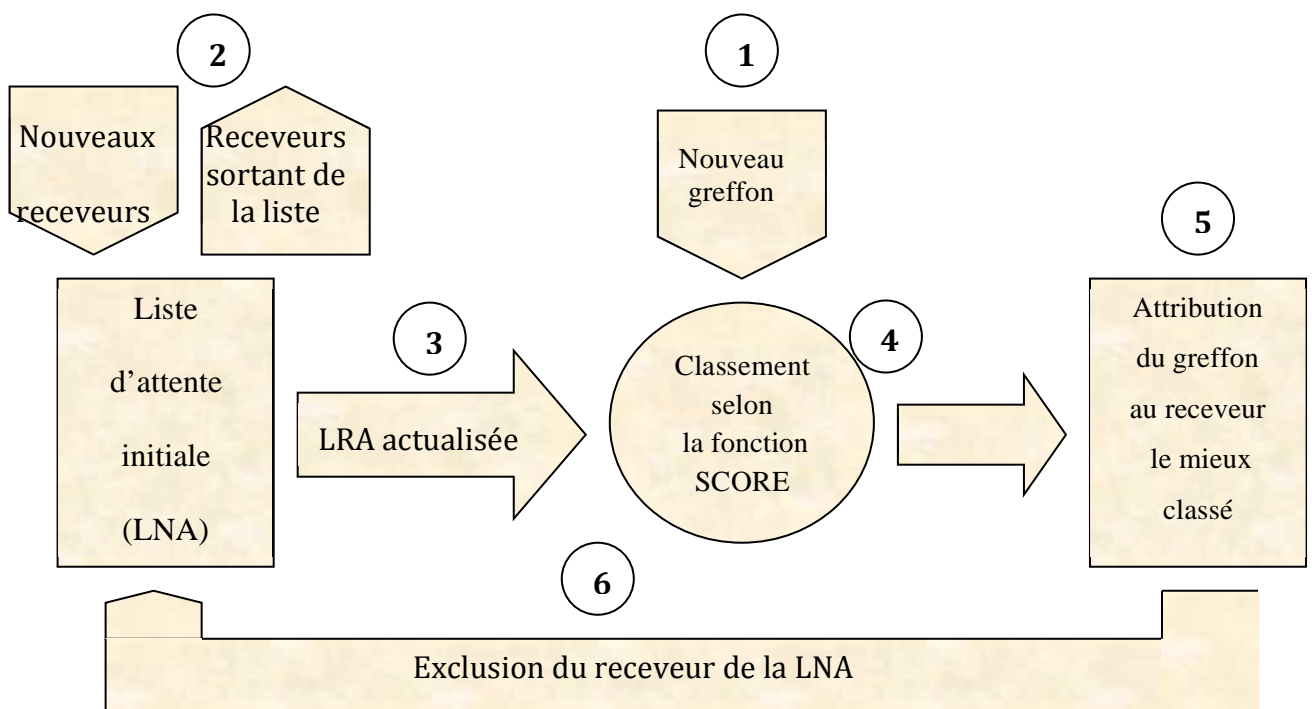 2
1
Nouveaux
receveurs
Receveurs
sortant de
la liste
Nouveau
greffon
5
Liste
d’attente
initiale
(LNA)
3
LRA actualisée
Classement
selon
la fonction
SCORE
4
Attribution
du greffon
au receveur
le mieux
classé
6
Exclusion du receveur de la LNA